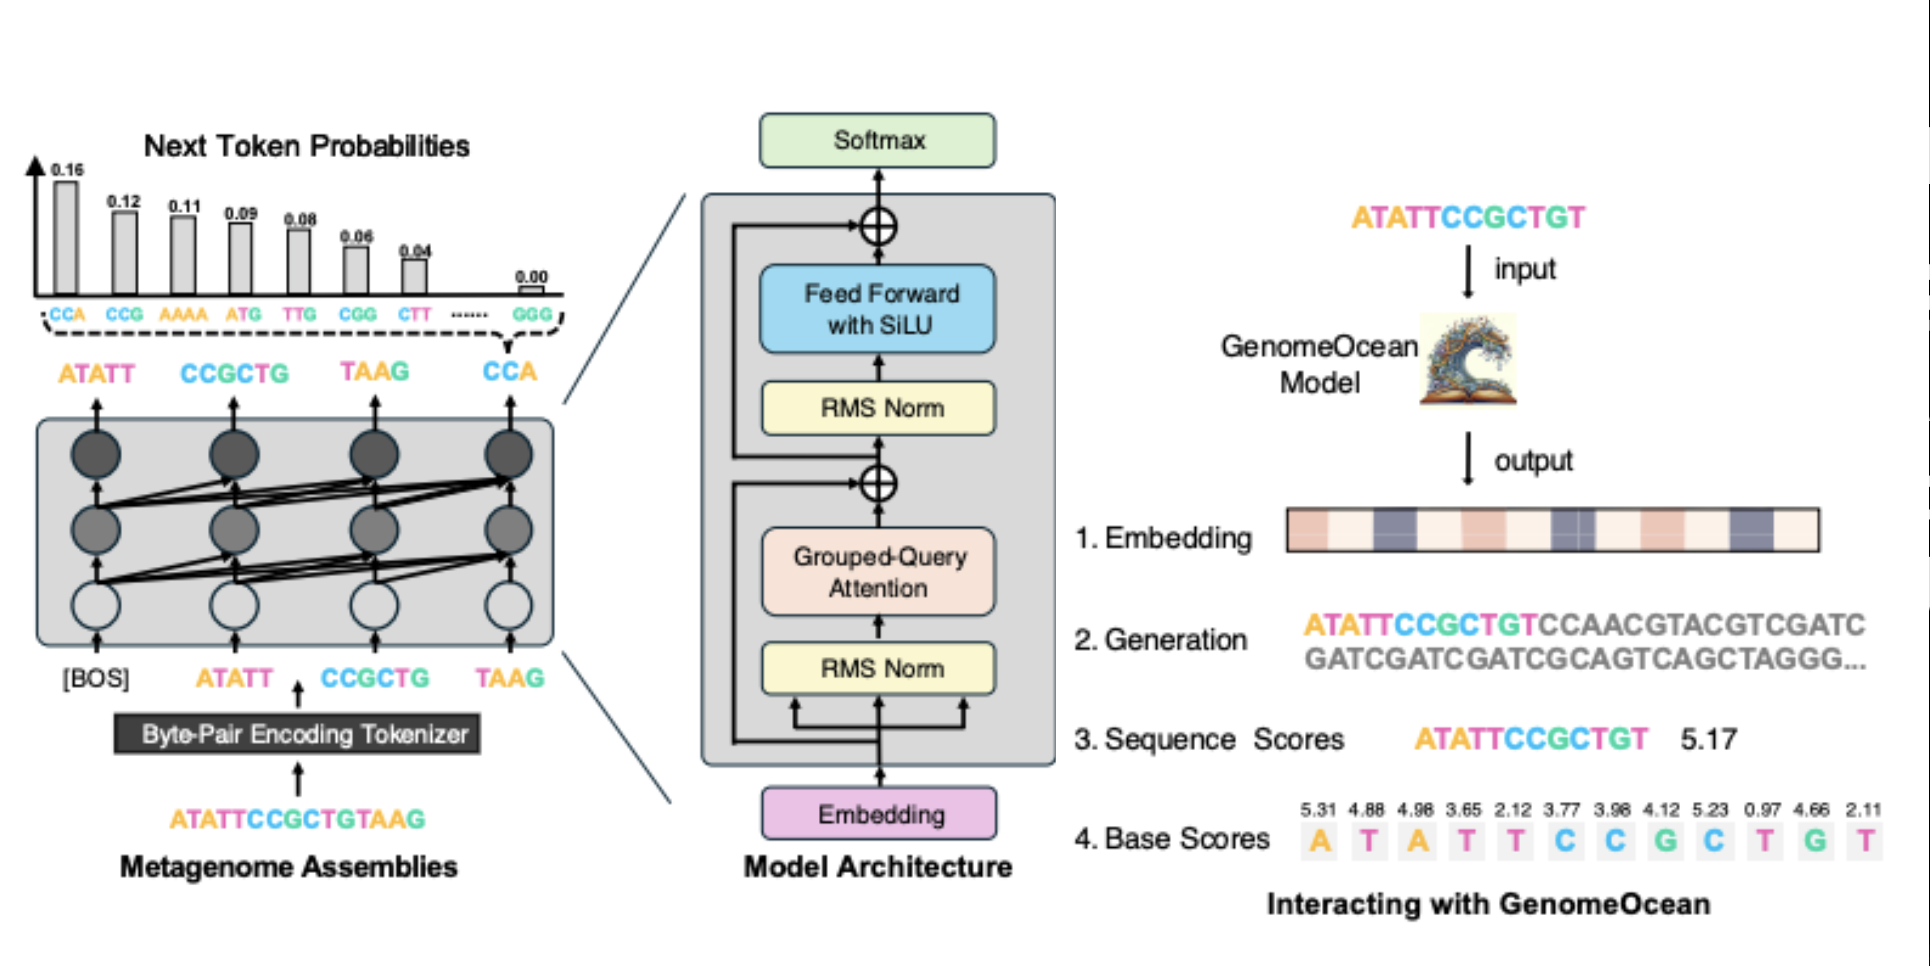 Next Token Probabilities
0.16
0.12
0.11
0.09
0.08
0.06
0.04
0.00
CCA CCG AAAA ATG TTG CGG CTT ...... GGG
ATATT CCGCTG TAAG CCA
[BOS] ATATT CCGCTG TAAG
Byte-Pair Encoding Tokenizer
ATATTCCGCTGTAAG
Metagenome Assemblies
Softmax
Feed Forward
with SiLU
RMS Norm
Grouped-Query
Attention
RMS Norm
Embedding
Model Architecture
ATATTCCGCTGT
input
GenomeOcean
Model
output
1. Embedding
2. Generation
ATATTCCGCTGTCCAACGTACGTCGATC
GATCGATCGATCGCAGTCAGCTAGGG...
3. Sequence Scores ATATTCCGCTGT 5.17
5.31 4.88 4.98 3.65 2.12 3.77 3.98 4.12 5.23 0.97 4.66 2.11
4. Base Scores A T A T T C C G C T G T
Interacting with GenomeOcean